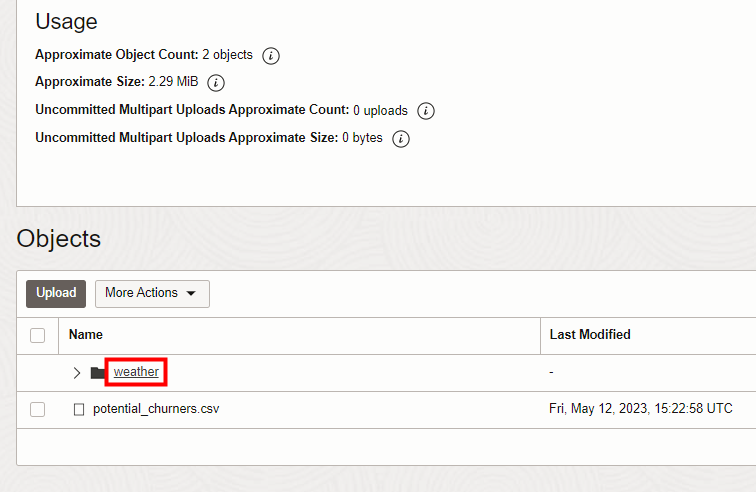 Usage
Approximate Object Count: 2 objects
Approximate Size: 2.29 MiB
Uncommitted Multipart Uploads Approximate Count: 0 uploads
Uncommitted Multipart Uploads Approximate Size: 0 bytes
Objects
Upload More Actions
Name Last Modified
weather -
potential_churners.csv Fri, May 12, 2023, 15:22:58 UTC